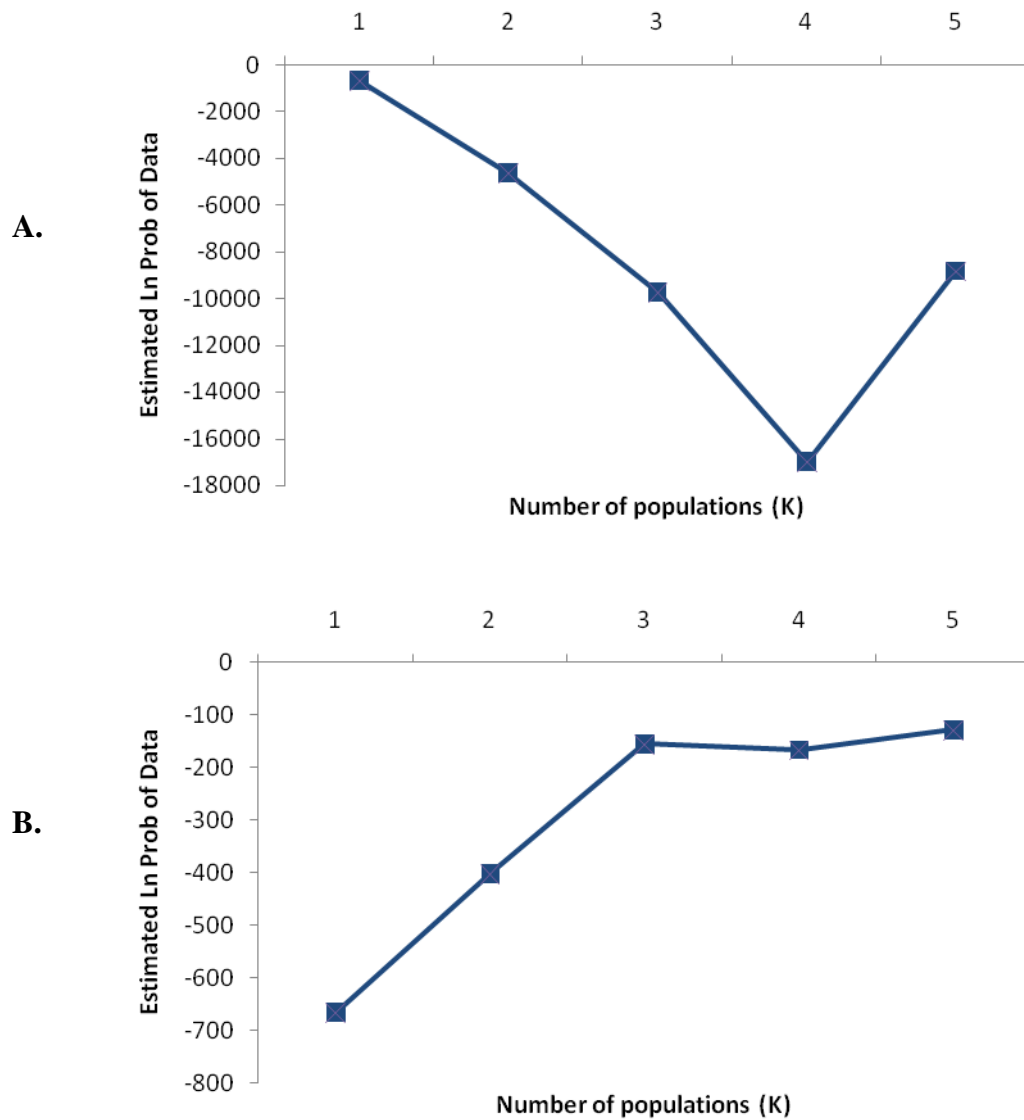 A.
1 2 3 4 5
0
-2000
-4000
-6000
-8000
-10000
-12000
-14000
-16000
-18000
Estimated Ln Prob of Data
Number of populations (K)
B.
1 2 3 4 5
0
-100
-200
-300
-400
-500
-600
-700
-800
Estimated Ln Prob of Data
Number of populations (K)